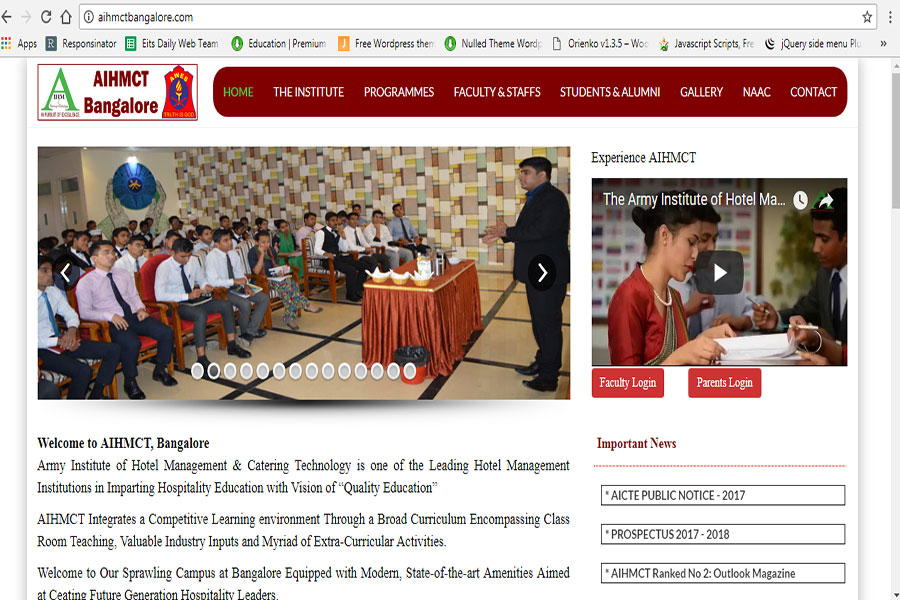 aihmctbangalore.com
Apps Responsinator Eits Daily Web Team Education | Premium Free Wordpress them Nulled Theme Wordp Orienko v1.3.5 – Woo Javascript Scripts, Fre jQuery side menu Plu »
AIHMCT
Bangalore
IHM
AWES
TRUTH IS GOD
HOME THE INSTITUTE PROGRAMMES FACULTY & STAFFS STUDENTS & ALUMNI GALLERY NAAC CONTACT
Experience AIHMCT
The Army Institute of Hotel Ma...
Faculty Login Parents Login
Welcome to AIHMCT, Bangalore
Army Institute of Hotel Management & Catering Technology is one of the Leading Hotel Management
Institutions in Imparting Hospitality Education with Vision of “Quality Education”
AIHMCT Integrates a Competitive Learning environment Through a Broad Curriculum Encompassing Class
Room Teaching, Valuable Industry Inputs and Myriad of Extra-Curricular Activities.
Welcome to Our Sprawling Campus at Bangalore Equipped with Modern, State-of-the-art Amenities Aimed
at Ceating Future Generation Hospitality Leaders.
Important News
* AICTE PUBLIC NOTICE - 2017
* PROSPECTUS 2017 - 2018
* AIHMCT Ranked No 2: Outlook Magazine